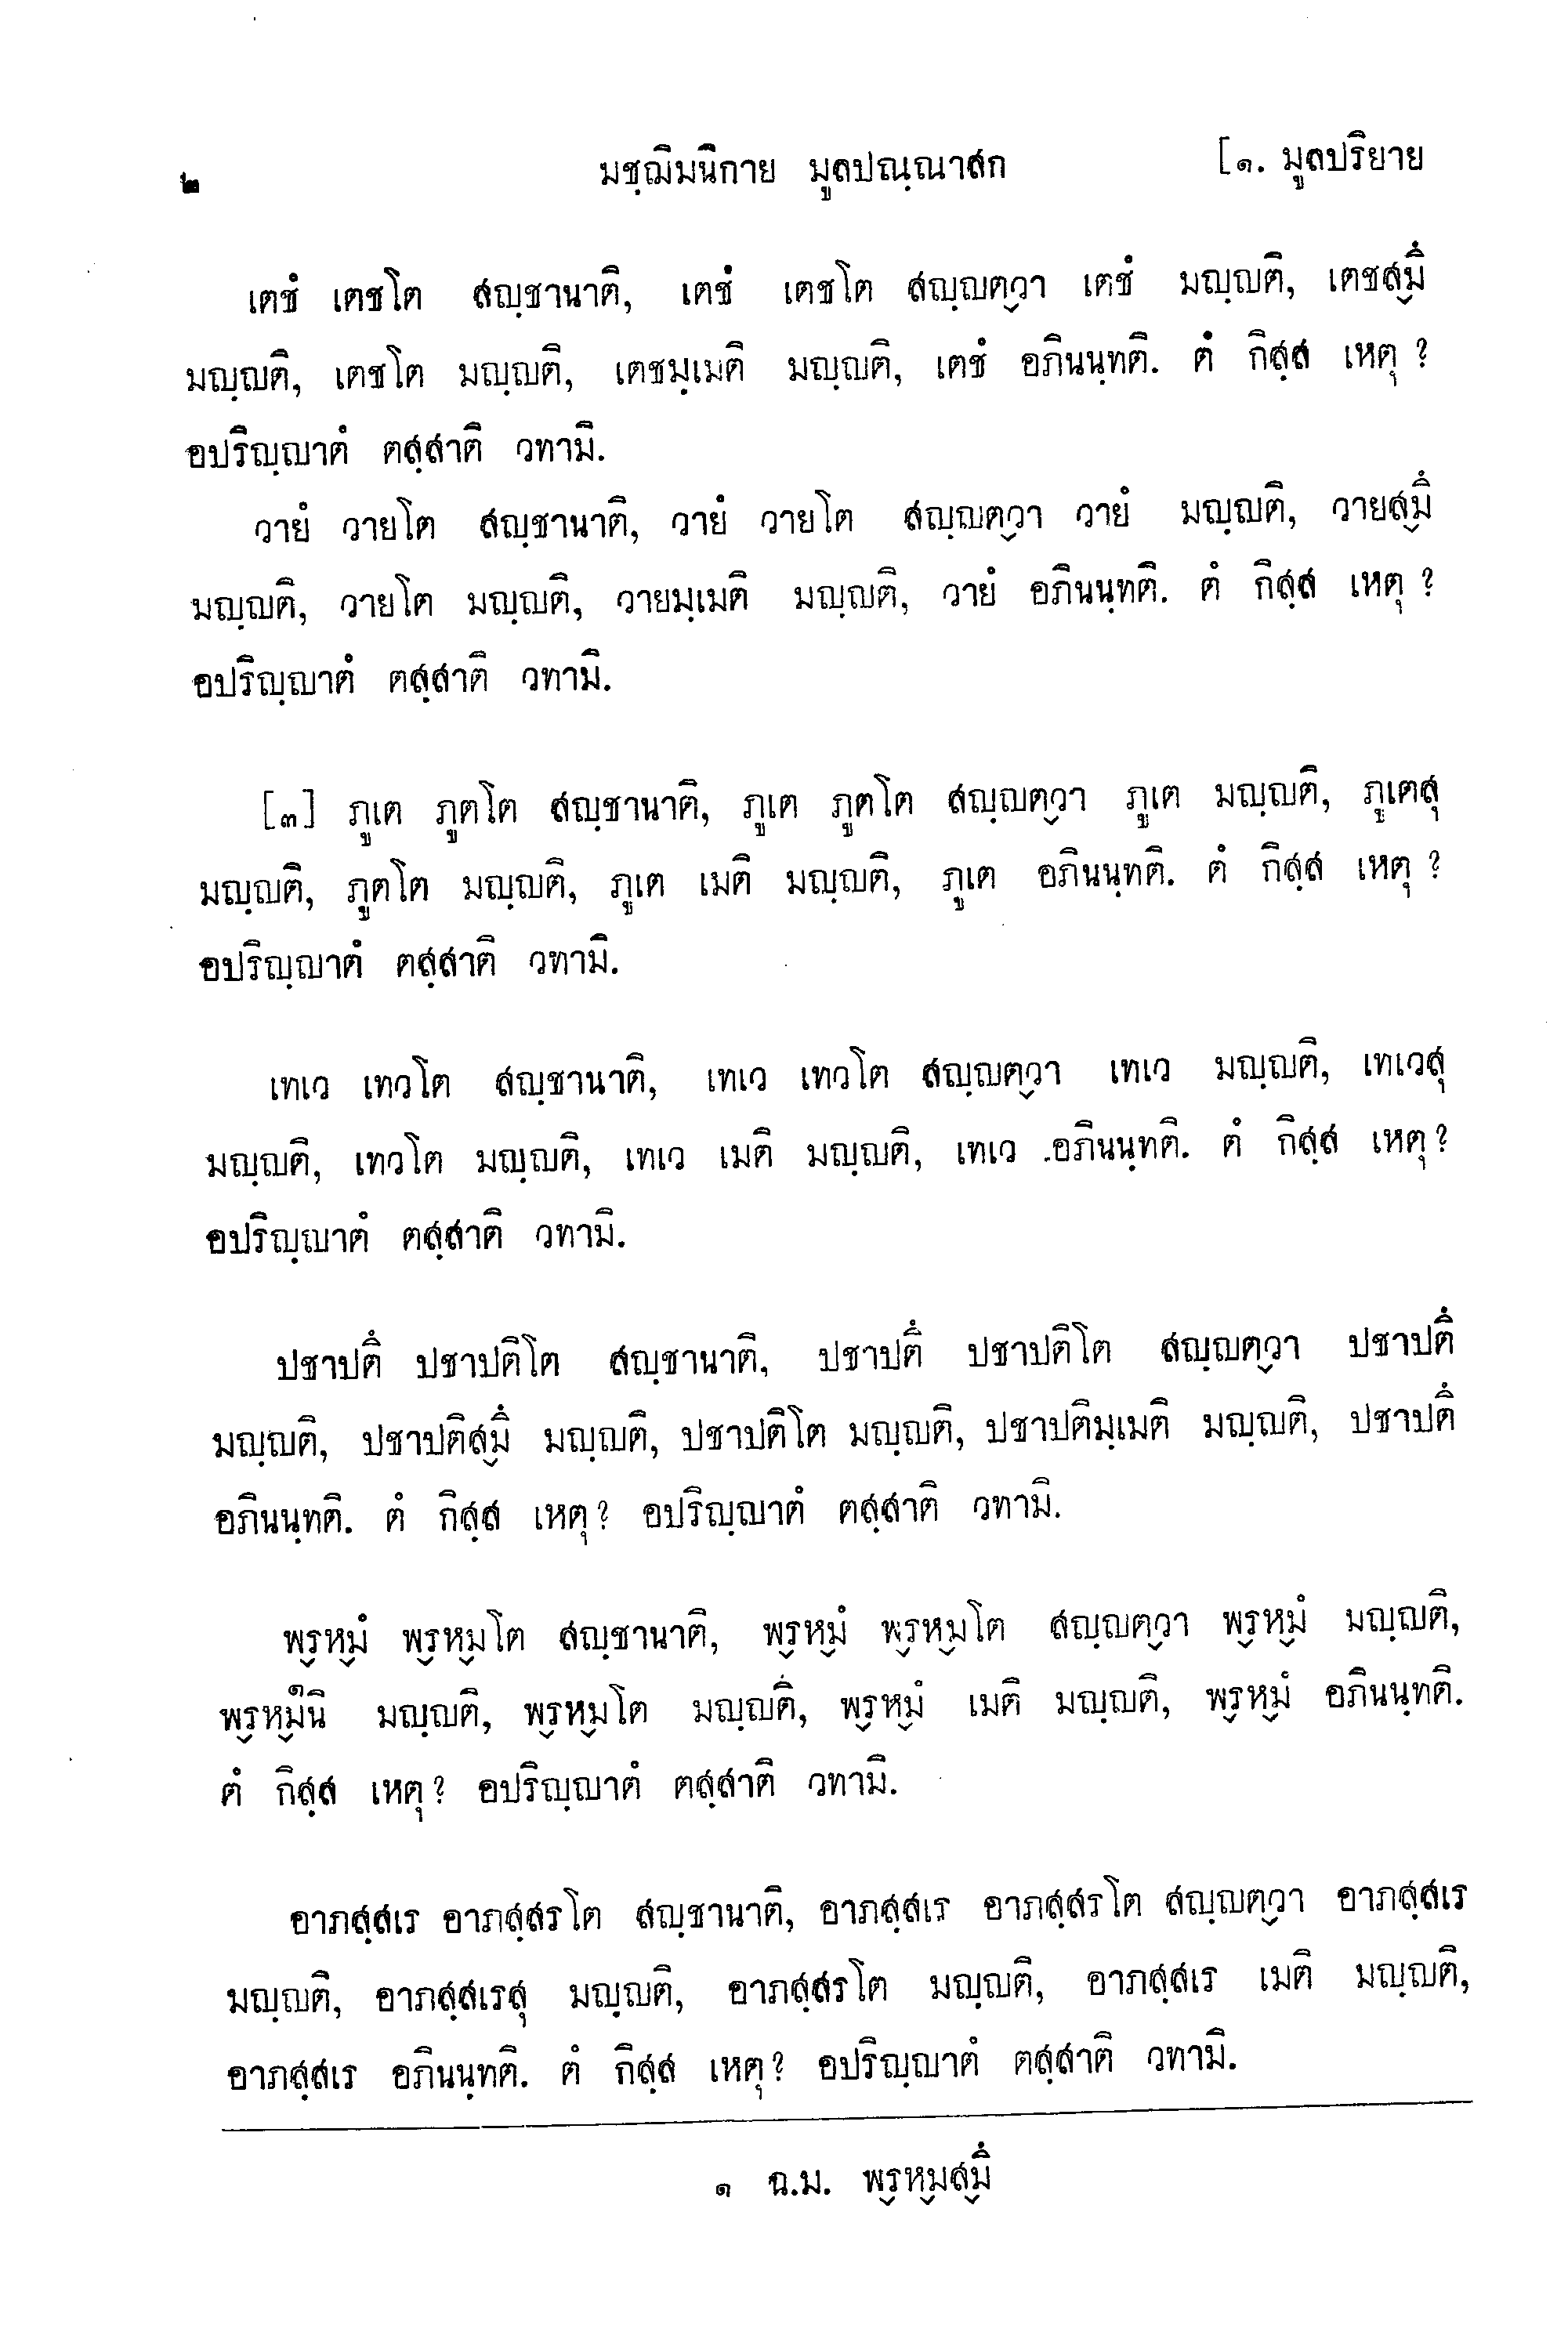 ๒ มชฺฌิมนิกาย มูลปณฺณาสก [๑. มูลปริยาย
เตชํ เตชโต สญฺชานาติ, เตชํ เตชโต สญฺญต๎วา เตชํ มญฺญติ, เตชส๎มึ
มญฺญติ, เตชโต มญฺญติ, เตชมฺเมติ มญฺญติ, เตชํ อภินนฺทติ. ตํ กิสฺส เหตุ ?
อปริญฺญาตํ ตสฺสาติ วทามิ.
วายํ วายโต สญฺชานาติ, วายํ วายโต สญฺญต๎วา วายํ มญฺญติ, วายส๎มึ
มญฺญติ, วายโต มญฺญติ, วายมฺเมติ มญฺญติ, วายํ อภินนฺทติ. ตํ กิสฺส เหตุ ?
อปริญฺญาตํ ตสฺสาติ วทามิ.
[๓] ภูเต ภูตโต สญฺชานาติ, ภูเต ภูตโต สญฺญต๎วา ภูเต มญฺญติ, ภูเตสุ
มญฺญติ, ภูตโต มญฺญติ, ภูเต เมติ มญฺญติ, ภูเต อภินนฺทติ. ตํ กิสฺส เหตุ ?
อปริญฺญาตํ ตสฺสาติ วทามิ.
เทเว เทวโต สญฺชานาติ, เทเว เทวโต สญฺญต๎วา เทเว มญฺญติ, เทเวสุ
มญฺญติ, เทวโต มญฺญติ, เทเว เมติ มญฺญติ, เทเว อภินนฺทติ. ตํ กิสฺส เหตุ?
อปริญฺญาตํ ตสฺสาติ วทามิ.
ปชาปตึ ปชาปติโต สญฺชานาติ, ปชาปตึ ปชาปติโต สญฺญต๎วา ปชาปตึ
มญฺญติ, ปชาปติส๎มึ มญฺญติ, ปชาปติโต มญฺญติ, ปชาปติมฺเมติ มญฺญติ, ปชาปตึ
อภินนฺทติ. ตํ กิสฺส เหตุ? อปริญฺญาตํ ตสฺสาติ วทามิ.
พ๎รห๎มํ พ๎รห๎มโต สญฺชานาติ, พ๎รห๎มํ พ๎รห๎มโต สญฺญต๎วา พ๎รห๎มํ มญฺญติ,
พ๎รห๎ม๑นิ มญฺญติ, พ๎รห๎มโต มญฺญติ, พ๎รห๎มํ เมติ มญฺญติ, พ๎รห๎มํ อภินนฺทติ.
ตํ กิสฺส เหตุ? อปริญฺญาตํ ตสฺสาติ วทามิ.
อาภสฺสเร อาภสฺสรโต สญฺชานาติ, อาภสฺสเร อาภสฺสรโต สญฺญต๎วา อาภสฺสเร
มญฺญติ, อาภสฺสเรสุ มญฺญติ, อาภสฺสรโต มญฺญติ, อาภสฺสเร เมติ มญฺญติ,
อาภสฺสเร อภินนฺทติ. ตํ กิสฺส เหตุ? อปริญฺญาตํ ตสฺสาติ วทามิ.
๑ ฉ.ม. พ๎รห๎มส๎มึ